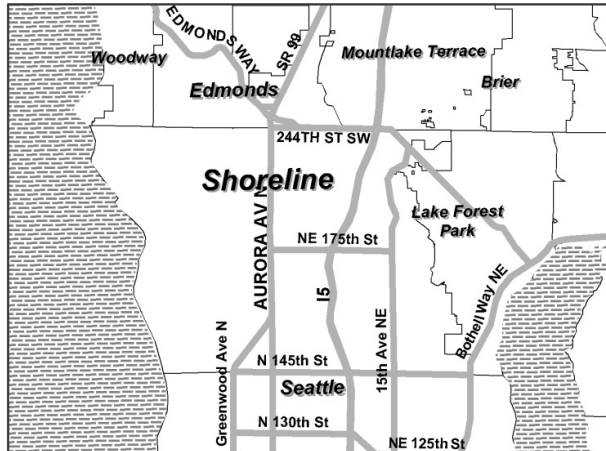 EDMONDS WAY
SR 99
Mountlake Terrace
Woodway
Brier
Edmonds
244TH ST SW
Shoreline
AURORA AV N
Lake Forest
Park
NE 175th St
I5
15th Ave NE
Bothell Way NE
Greenwood Ave N
N 145th St
Seattle
N 130th St
NE 125th St